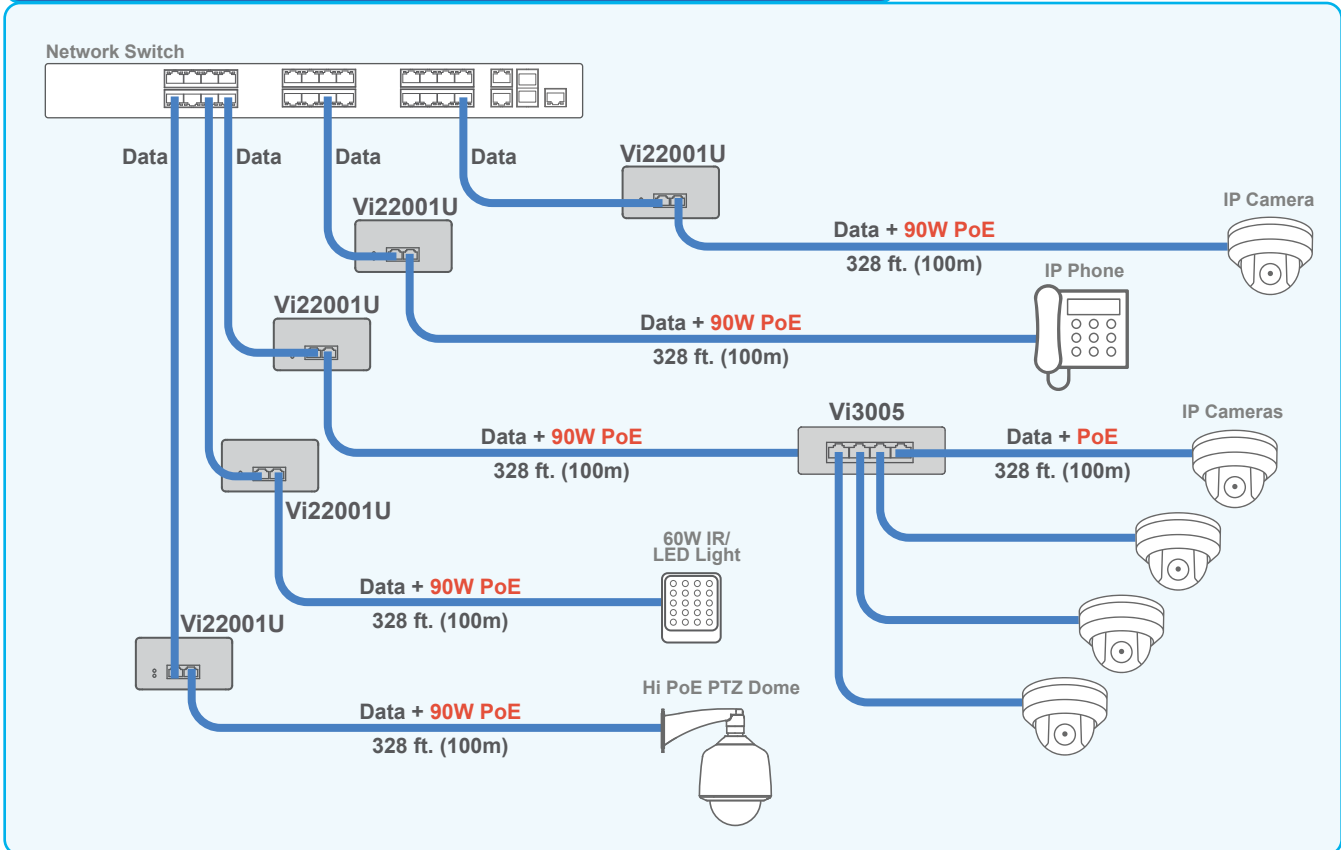 Network Switch
Data
Data
Data
Data
Vi22001U
IP Camera
Vi22001U
Data + 90W PoE
328 ft. (100m)
IP Phone
Vi22001U
Data + 90W PoE
328 ft. (100m)
Vi3005
IP Cameras
Data + 90W PoE
328 ft. (100m)
Data + PoE
328 ft. (100m)
Vi22001U
60W IR/
LED Light
Data + 90W PoE
328 ft. (100m)
Vi22001U
Hi PoE PTZ Dome
Data + 90W PoE
328 ft. (100m)